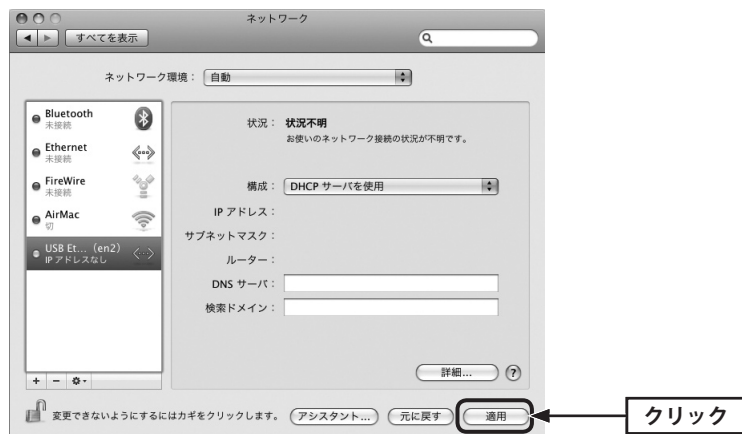 ネットワーク
すべてを表示
ネットワーク環境： 自動
Bluetooth
未接続
Ethernet
未接続
FireWire
未接続
AirMac
切
USB Et... (en2)
IP アドレスなし
状況： 状況不明
お使いのネットワーク接続の状況が不明です。
構成： DHCP サーバを使用
IP アドレス：
サブネットマスク：
ルーター：
DNS サーバ：
検索ドメイン：
詳細... ?
+ −
変更できないようにするにはカギをクリックします。 アシスタント... 元に戻す 適用
クリック